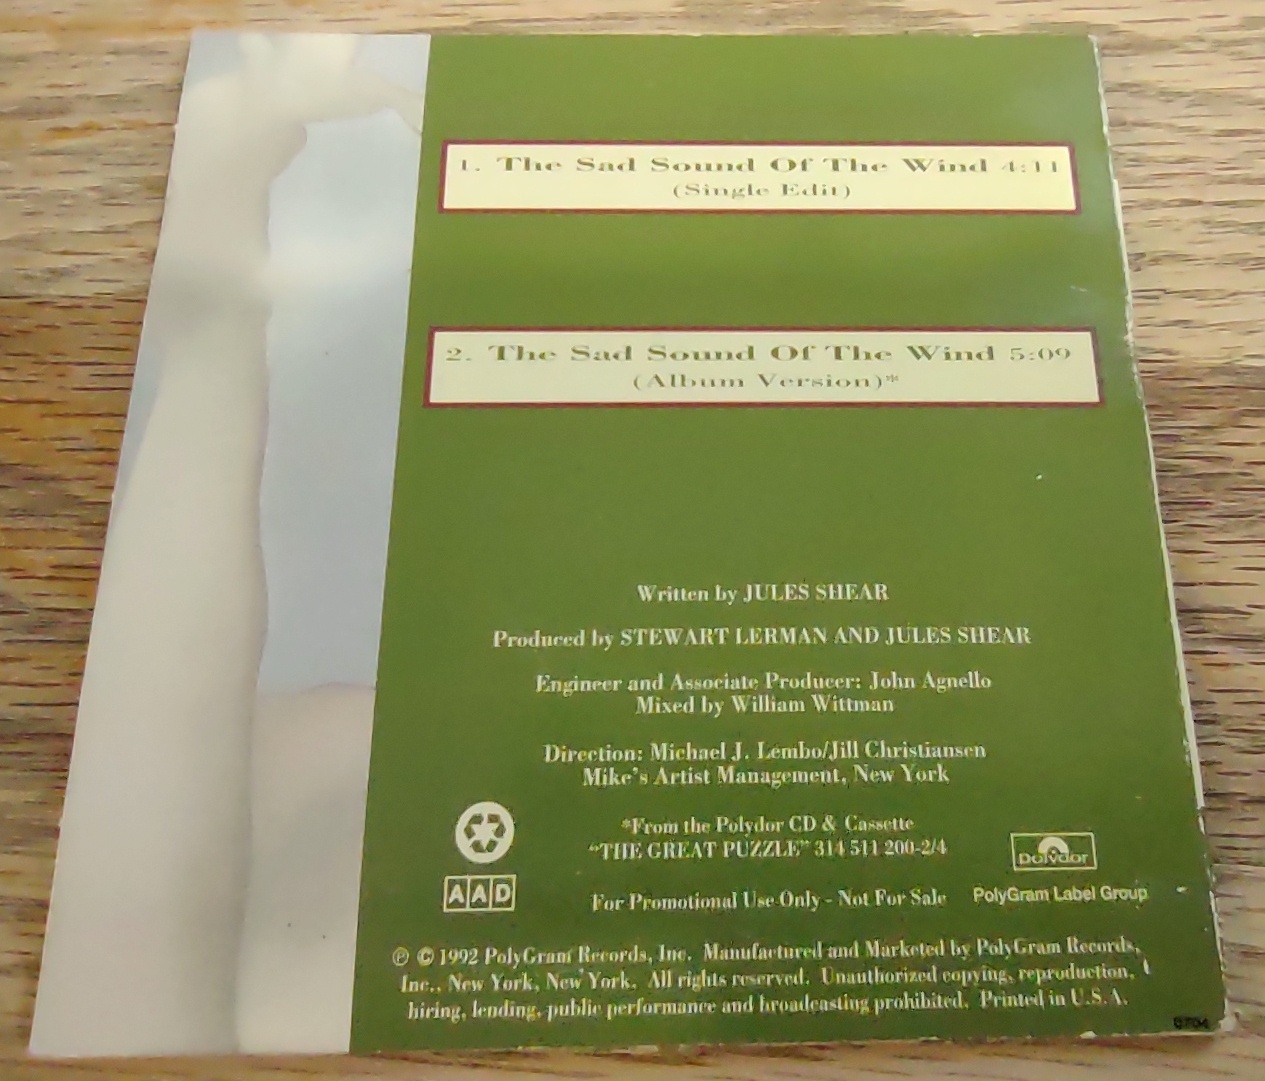 1. The Sad Sound Of The Wind 4:11
(Single Edit)
2. The Sad Sound Of The Wind 5:09
(Album Version)*
Written by JULES SHEAR
Produced by STEWART LERMAN AND JULES SHEAR
Engineer and Associate Producer: John Agnello
Mixed by William Wittman
Direction: Michael J. Lembo/Jill Christiansen
Mike's Artist Management, New York
*From the Polydor CD & Cassette
"THE GREAT PUZZLE" 314 511 200-2/4
AAD
Polydor
For Promotional Use Only - Not For Sale
PolyGram Label Group
℗ © 1992 PolyGram Records, Inc. Manufactured and Marketed by PolyGram Records,
Inc., New York, New York. All rights reserved. Unauthorized copying, reproduction,
hiring, lending, public performance and broadcasting prohibited. Printed in U.S.A.